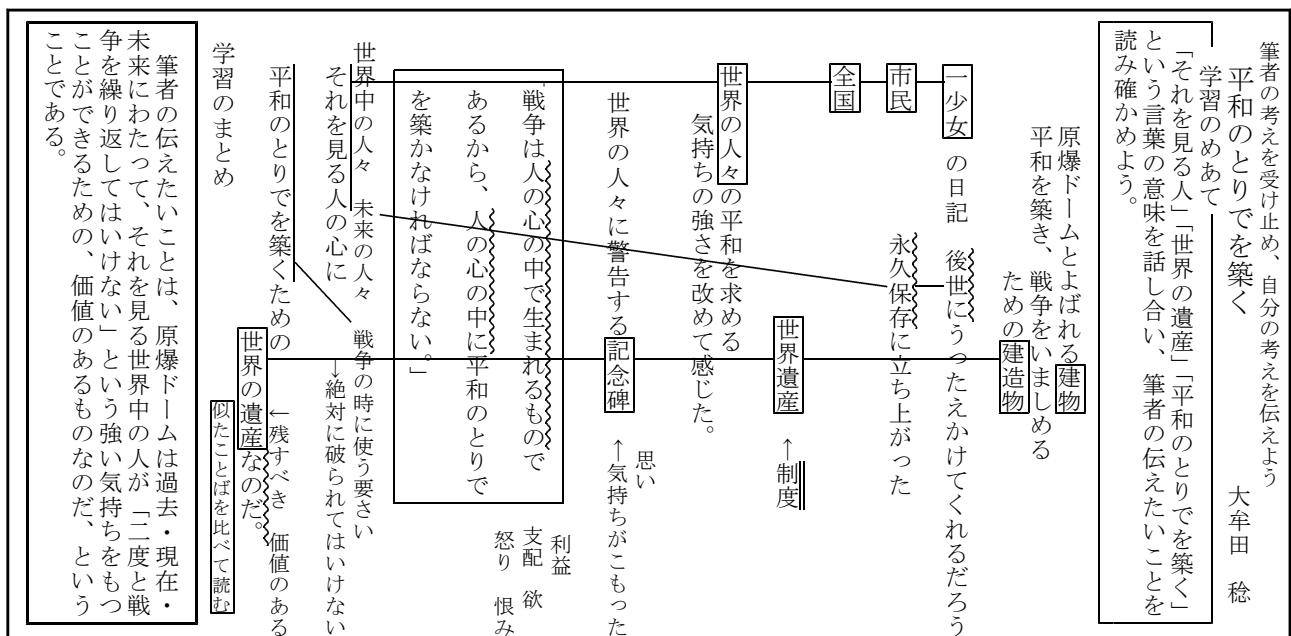 筆者の考えを受け止め、自分の考えを伝えよう
平和のとりでを築く　大牟田　稔
学習のめあて
「それを見る人」「世界の遺産」「平和のとりでを築く」
という言葉の意味を話し合い、筆者の伝えたいことを
読み確かめよう。
原爆ドームとよばれる建物
平和を築き、戦争をいましめる
ための建造物
一少女　の日記　後世にうったえかけてくれるだろう
市民　永久保存に立ち上がった
全国
世界遺産　↑制度
世界の人々の平和を求める
気持ちの強さを改めて感じた。
思い
世界の人々に警告する記念碑　↑気持ちがこもった
利益
「戦争は人の心の中で生まれるもので
支配　欲
あるから、人の心の中に平和のとりで
怒り　恨み
を築かなければならない。」
世界中の人々　未来の人々　戦争の時に使う要さい
それを見る人の心に　→絶対に破られてはいけない
平和のとりでを築くための　←残すべき　価値のある
世界の遺産なのだ。
似たことばを比べて読む
学習のまとめ
筆者の伝えたいことは、原爆ドームは過去・現在・
未来にわたって、それを見る世界中の人が「二度と戦
争を繰り返してはいけない」という強い気持ちをもつ
ことができるための、価値のあるものなのだ、という
ことである。